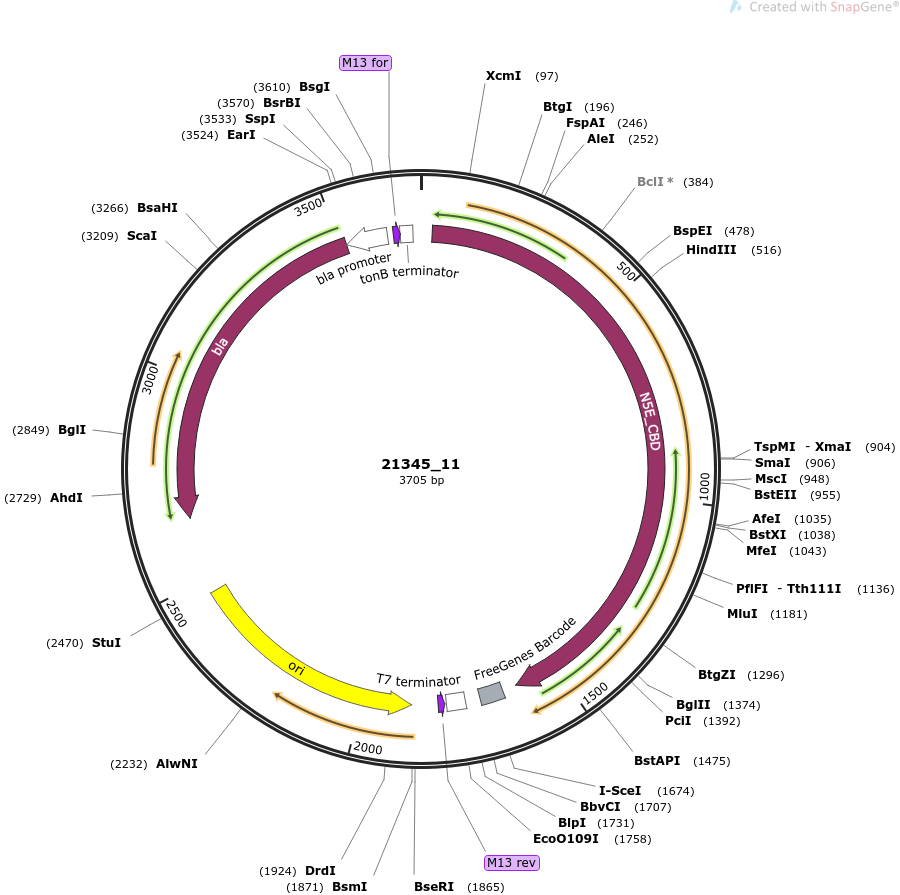 Created with SnapGene®
M13 for
(3610) BsgI
(3570) BsrBI
(3533) SspI
(3524) EarI
XcmI (97)
BtgI (196)
FspAI (246)
AleI (252)
BclI * (384)
BspEI (478)
HindIII (516)
(3266) BsaHI
(3209) ScaI
3500
500
bla promoter
tonB terminator
bla
3000
N5E_CBD
(2849) BglI
(2729) AhdI
21345_11
3705 bp
TspMI - XmaI (904)
SmaI (906)
MscI (948)
BstEII (955)
1000
AfeI (1035)
BstXI (1038)
MfeI (1043)
PflFI - Tth111I (1136)
MluI (1181)
2500
(2470) StuI
ori
T7 terminator
FreeGenes Barcode
BtgZI (1296)
BglII (1374)
PciI (1392)
1500
2000
(2232) AlwNI
BstAPI (1475)
I-SceI (1674)
BbvCI (1707)
BlpI (1731)
EcoO109I (1758)
M13 rev
(1924) DrdI
(1871) BsmI
BseRI (1865)